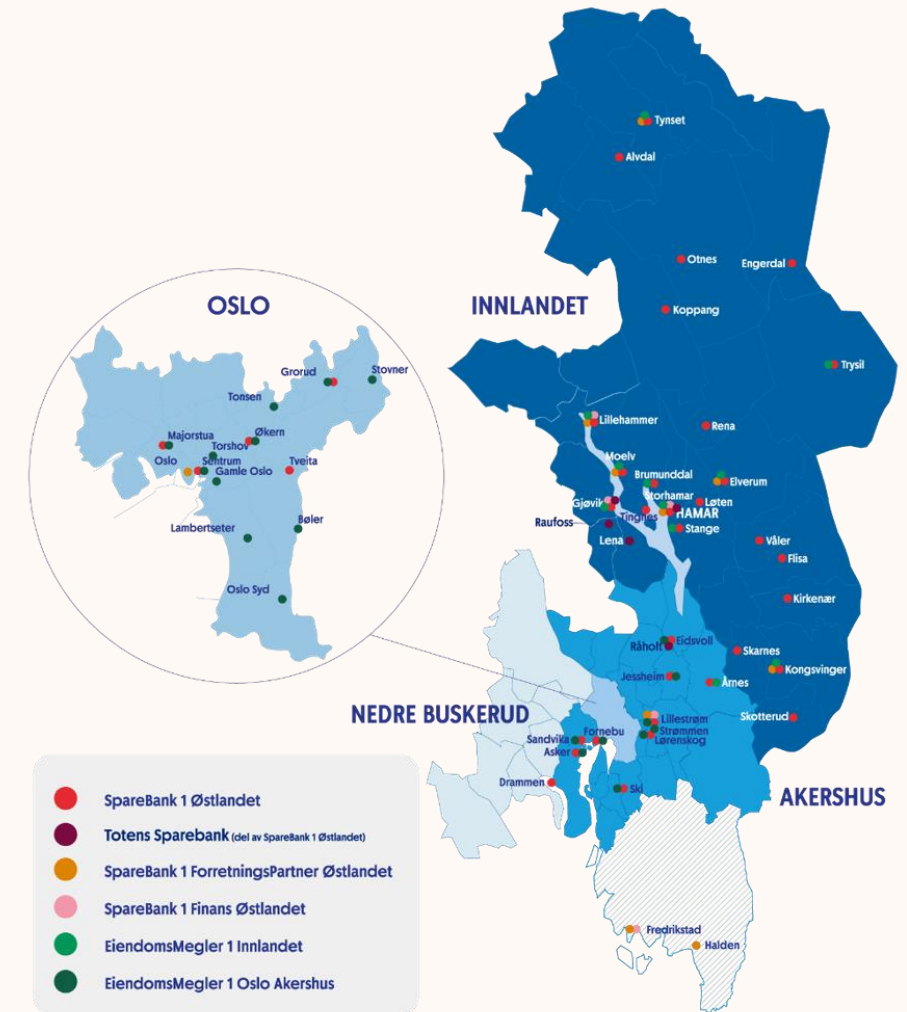 OSLO
Grorud
Stovner
Tonsen
Majorstua
Økern
Torshov
Oslo
Sentrum
Gamle Oslo
Tveita
Lambertseter
Bøler
Oslo Syd
INNLANDET
Tynset
Alvdal
Otnes
Engerdal
Koppang
Trysil
Lillehammer
Rena
Moelv
Brumunddal
Elverum
Storhamar
Gjøvik
Løten
Tingnes
HAMAR
Raufoss
Stange
Lena
Våler
Flisa
Kirkenær
Eidsvoll
Råholt
Skarnes
Kongsvinger
Jessheim
Årnes
NEDRE BUSKERUD
Lillestrøm
Skotterud
Strømmen
Fornebu
Sandvika
Lørenskog
Asker
Drammen
Ski
AKERSHUS
Fredrikstad
Halden
SpareBank 1 Østlandet
Totens Sparebank (del av SpareBank 1 Østlandet)
SpareBank 1 ForretningsPartner Østlandet
SpareBank 1 Finans Østlandet
EiendomsMegler 1 Innlandet
EiendomsMegler 1 Oslo Akershus